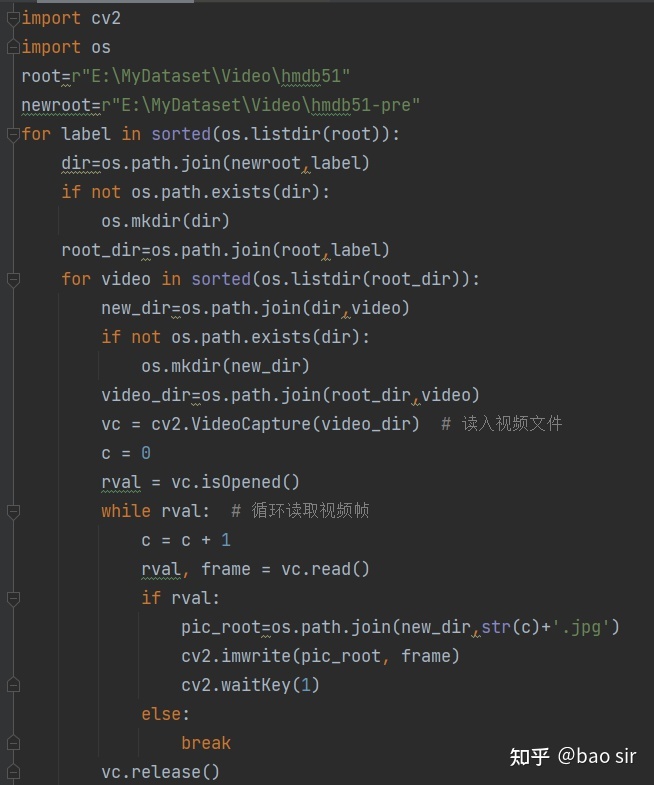 import cv2
import os
root=r"E:\MyDataset\Video\hmdb51"
newroot=r"E:\MyDataset\Video\hmdb51-pre"
for label in sorted(os.listdir(root)):
    dir=os.path.join(newroot,label)
    if not os.path.exists(dir):
        os.mkdir(dir)
    root_dir=os.path.join(root,label)
    for video in sorted(os.listdir(root_dir)):
        new_dir=os.path.join(dir,video)
        if not os.path.exists(dir):
            os.mkdir(new_dir)
        video_dir=os.path.join(root_dir,video)
        vc = cv2.VideoCapture(video_dir)  # 读入视频文件
        c = 0
        rval = vc.isOpened()
        while rval:  # 循环读取视频帧
            c = c + 1
            rval, frame = vc.read()
            if rval:
                pic_root=os.path.join(new_dir,str(c)+'.jpg')
                cv2.imwrite(pic_root, frame)
                cv2.waitKey(1)
            else:
                break
        vc.release()
知乎 @bao sir